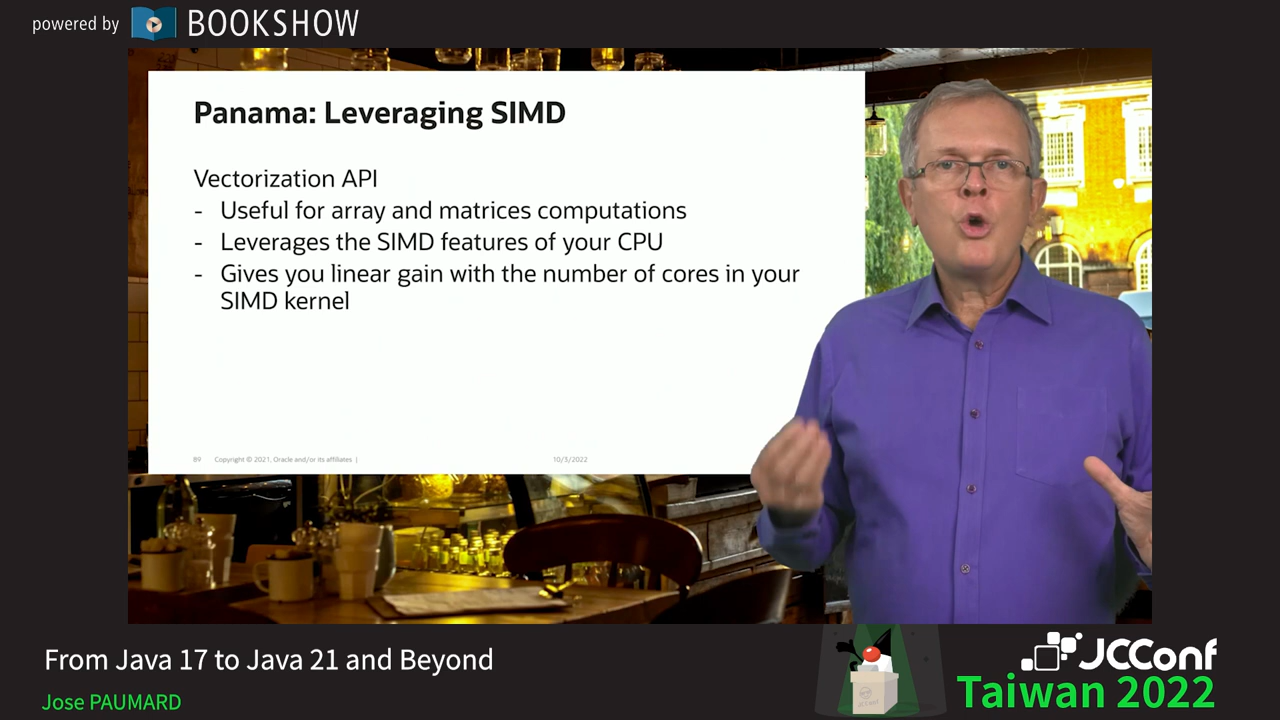 powered by BOOKSHOW
Panama: Leveraging SIMD
Vectorization API
- Useful for array and matrices computations
- Leverages the SIMD features of your CPU
- Gives you linear gain with the number of cores in your
SIMD kernel
89 Copyright © 2021, Oracle and/or its affiliates | 10/3/2022
From Java 17 to Java 21 and Beyond
Jose PAUMARD
JCConf
JCConf
Taiwan 2022